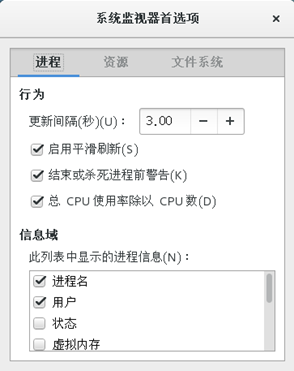 系统监视器首选项
进程 资源 文件系统
行为
更新间隔(秒)(U)： 3.00
启用平滑刷新(S)
结束或杀死进程前警告(K)
总 CPU 使用率除以 CPU 数(D)
信息域
此列表中显示的进程信息(N)：
进程名
用户
状态
虚拟内存